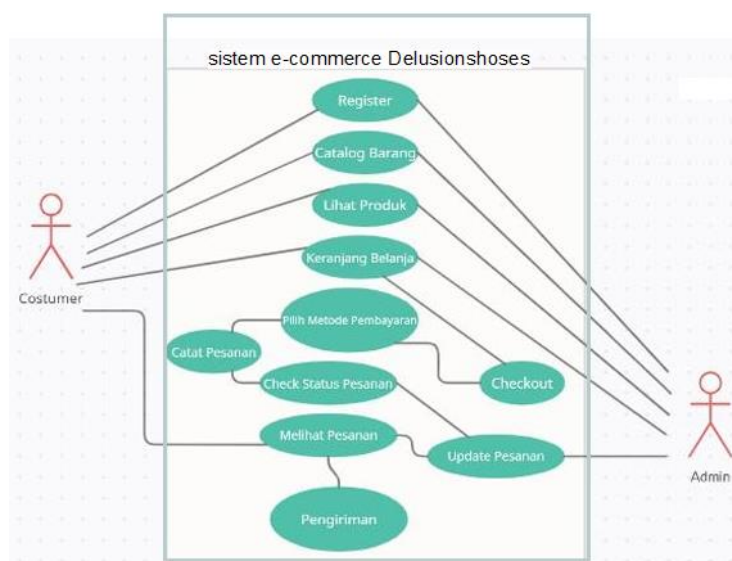 sistem e-commerce Delusionshoses
Register
Catalog Barang
Lihat Produk
Keranjang Belanja
Costumer
Pilih Metode Pembayaran
Catat Pesanan
Check Status Pesanan
Checkout
Melihat Pesanan
Update Pesanan
Admin
Pengiriman